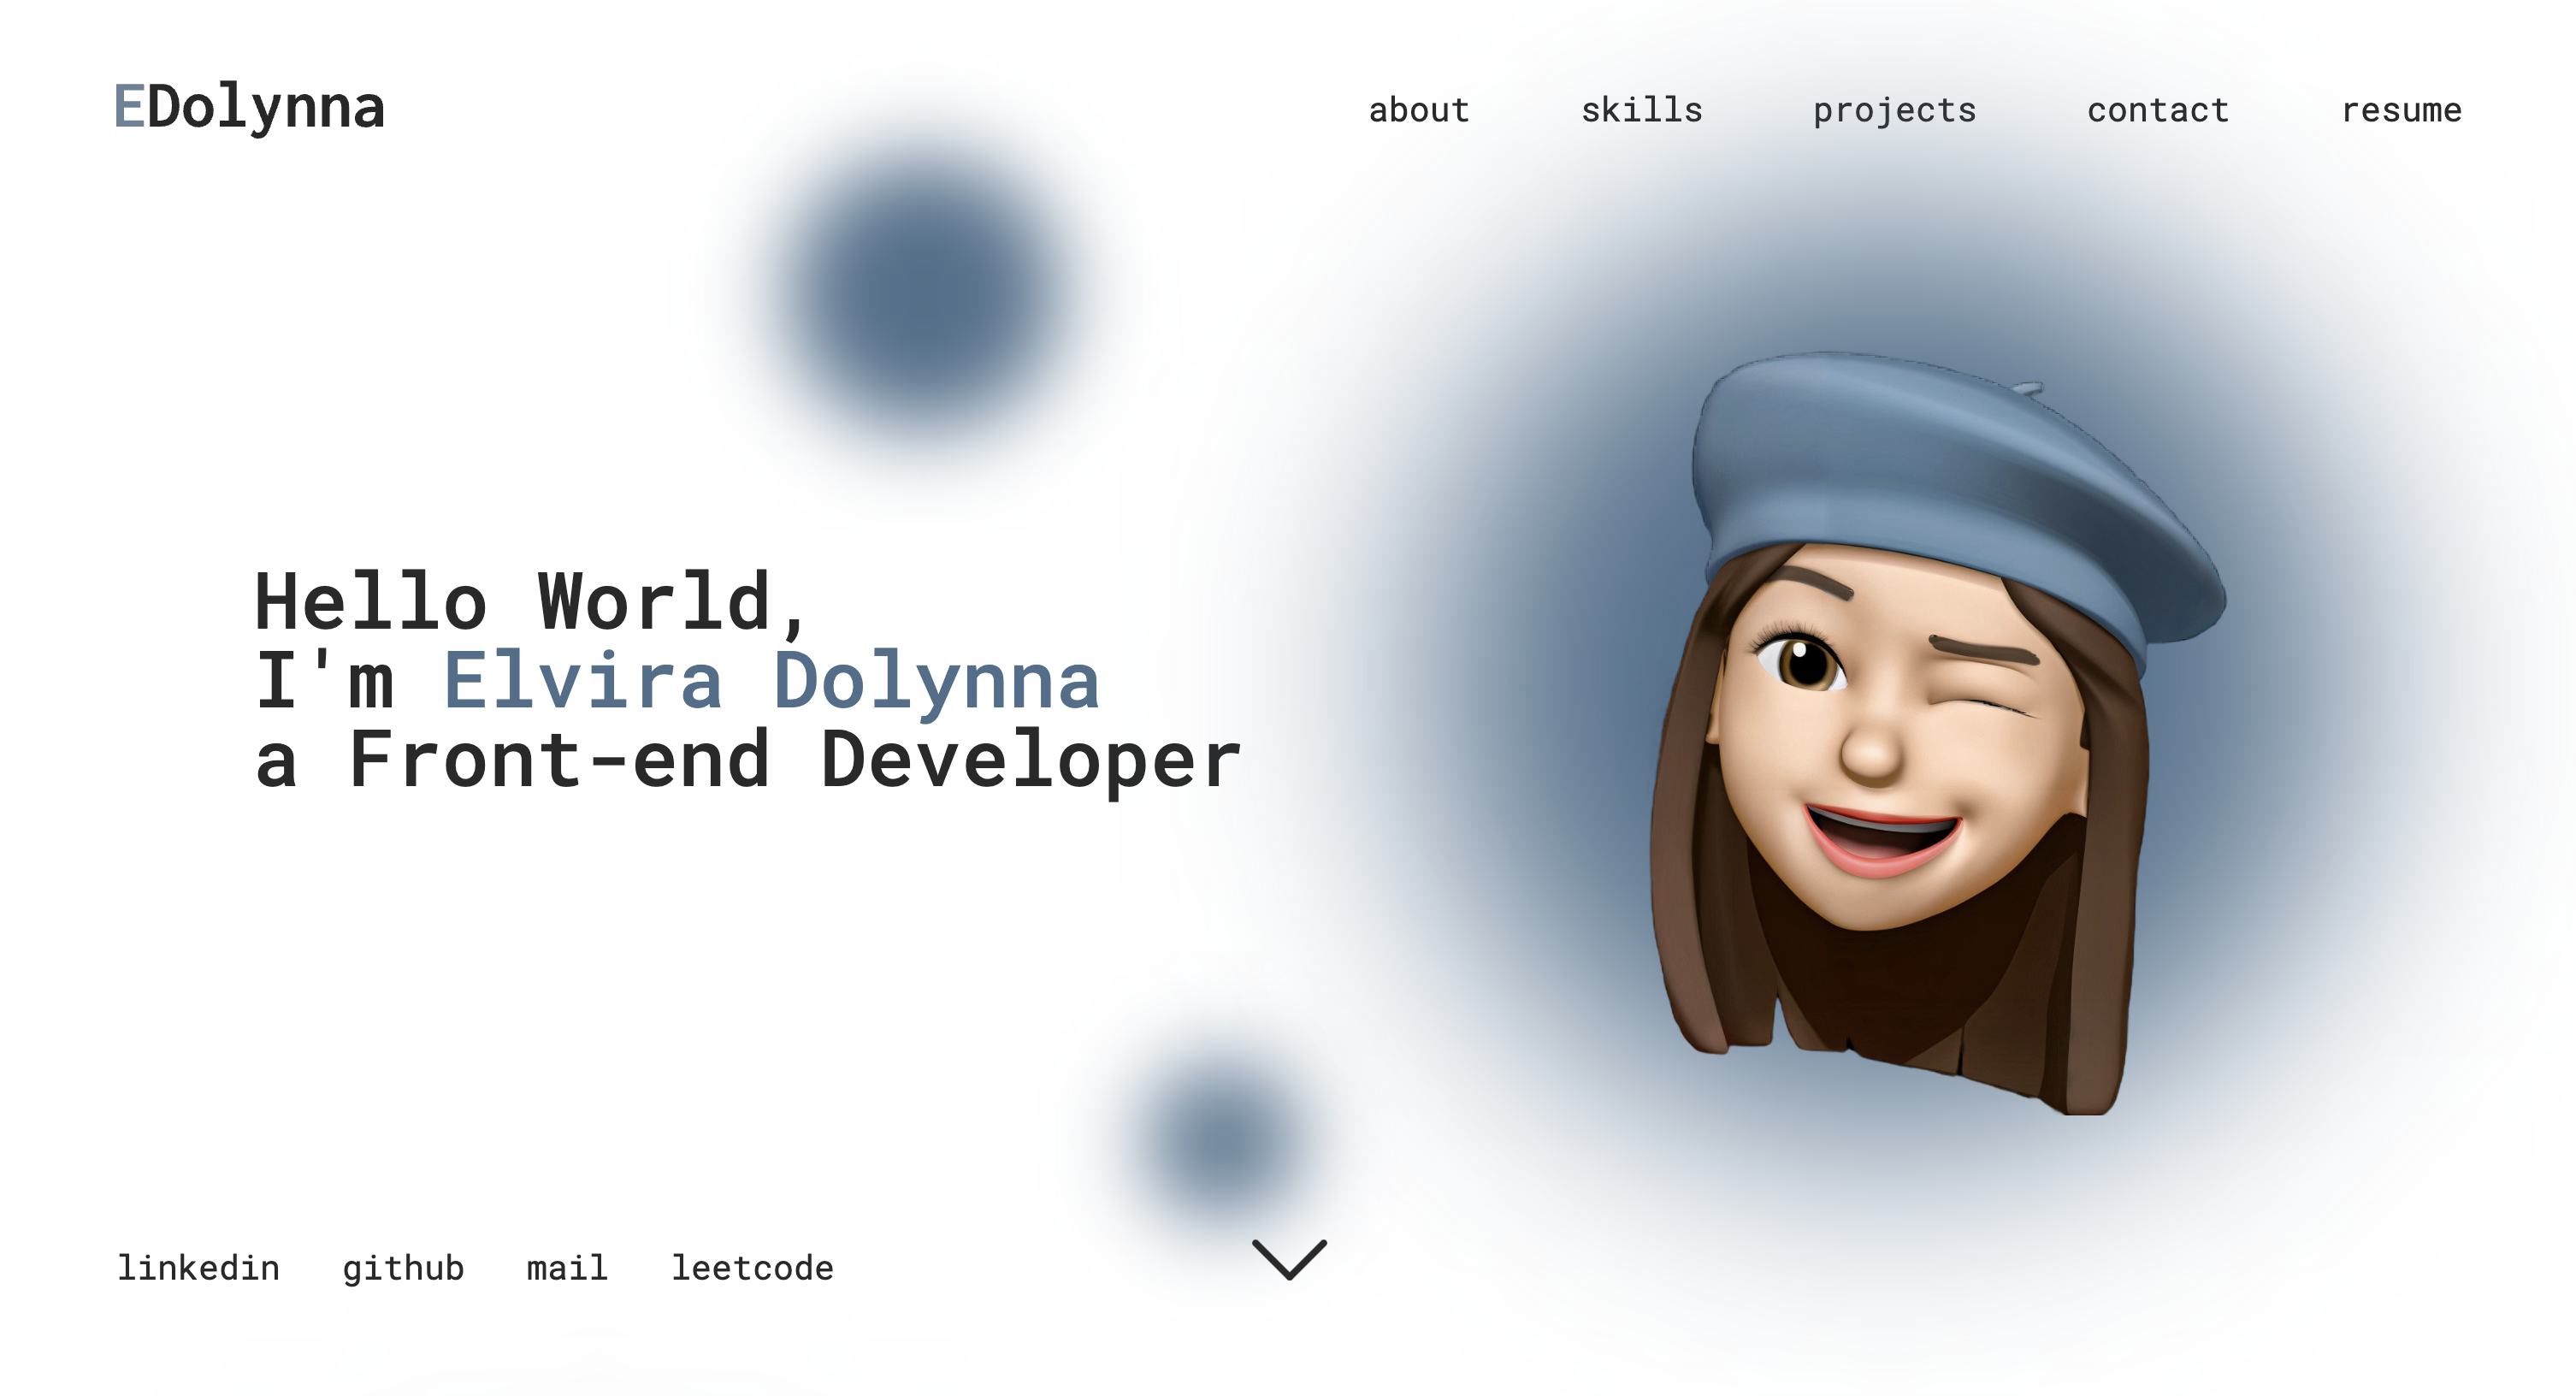 EDolynna
about skills projects contact resume
Hello World,
I'm Elvira Dolynna
a Front-end Developer
linkedin github mail leetcode